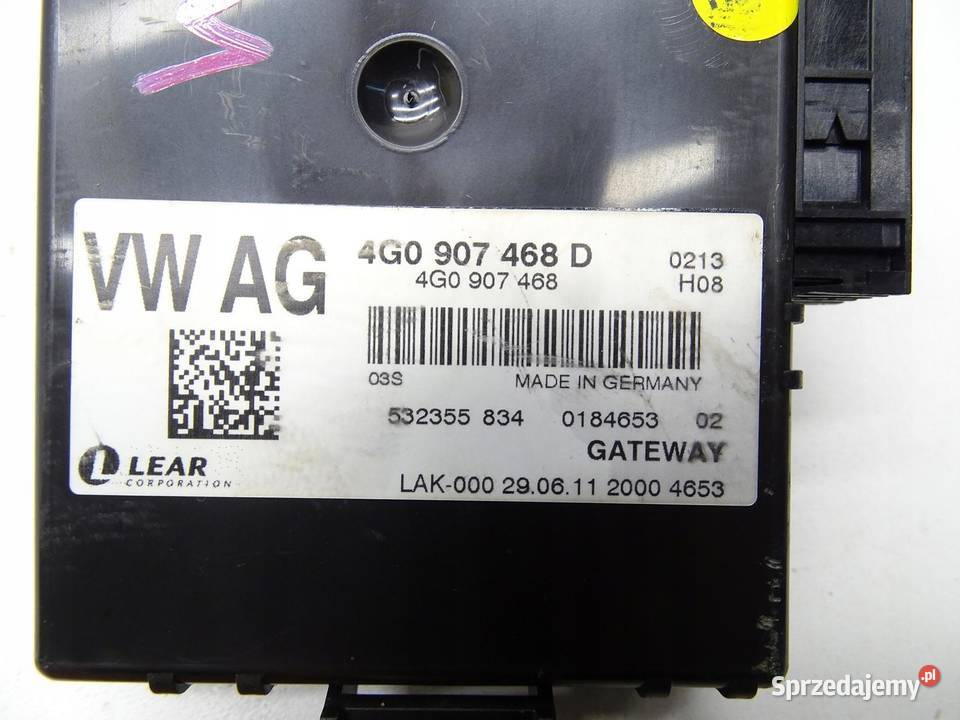 VW AG
4G0 907 468 D
0213
4G0 907 468
H08
03S
MADE IN GERMANY
532355 834 0184653 02
GATEWAY
LEAR
CORPORATION
LAK-000 29.06.11 2000 4653
Sprzedajemy.pl